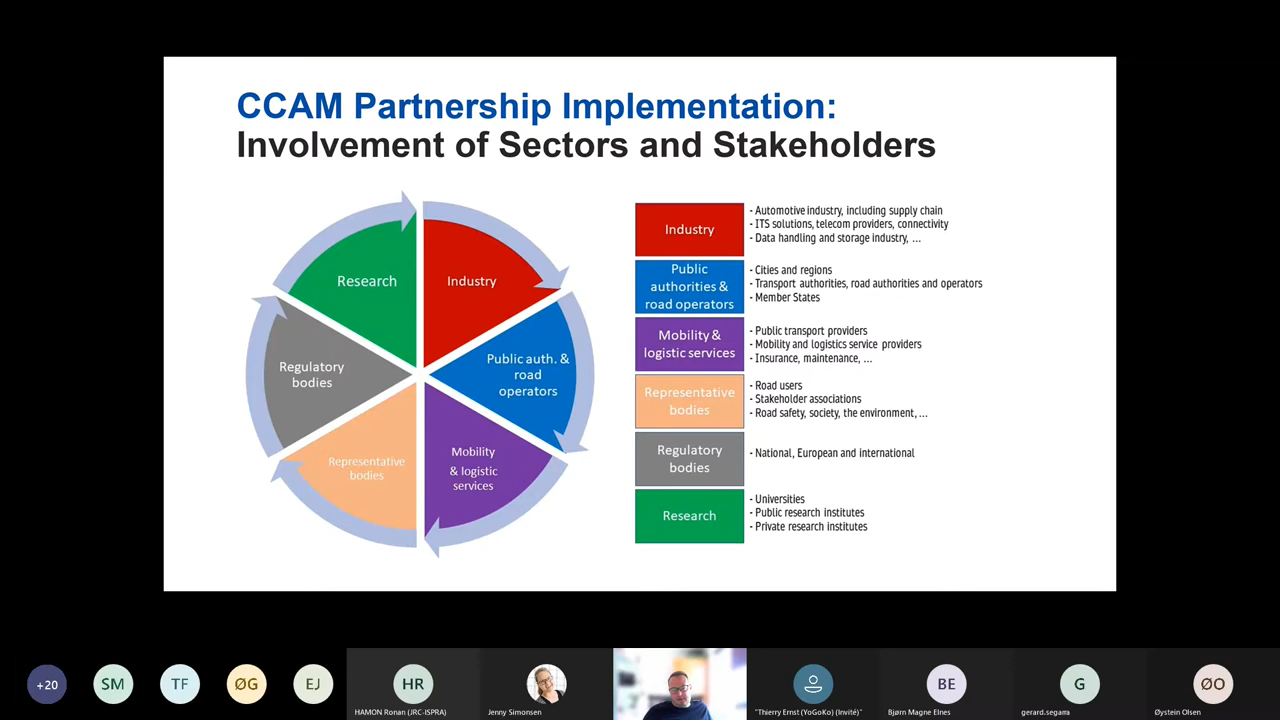 CCAM Partnership Implementation:
Involvement of Sectors and Stakeholders
Research
Industry
Public auth. &
road
operators
Mobility
& logistic
services
Representative
bodies
Regulatory
bodies
Industry
- Automotive industry, including supply chain
- ITS solutions, telecom providers, connectivity
- Data handling and storage industry, ...
Public
authorities &
road operators
- Cities and regions
- Transport authorities, road authorities and operators
- Member States
Mobility &
logistic services
- Public transport providers
- Mobility and logistics service providers
- Insurance, maintenance, ...
Representative
bodies
- Road users
- Stakeholder associations
- Road safety, society, the environment, ...
Regulatory
bodies
- National, European and international
Research
- Universities
- Public research institutes
- Private research institutes
+20
SM
TF
ØG
EJ
HR
BE
G
ØO
HAMON Ronan (JRC-ISPRA)
Jenny Simonsen
"Thierry Ernst (YoGoKo) (Invité)"
Bjørn Magne Elnes
gerard.segarra
Øystein Olsen